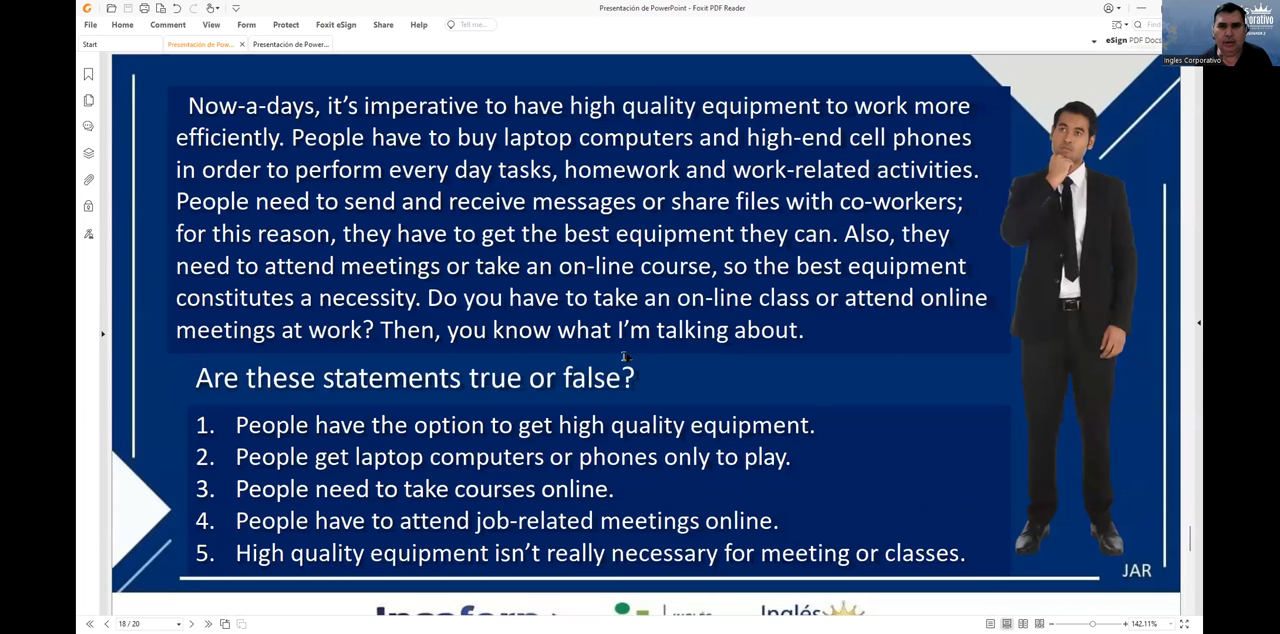 Presentación de PowerPoint - Foxit PDF Reader
File Home Comment View Form Protect Foxit eSign Share Help Tell me... Find
Start Presentación de Pow... Presentación de Power... eSign PDF Docs
Ingles Corporativo
Now-a-days, it’s imperative to have high quality equipment to work more
efficiently. People have to buy laptop computers and high-end cell phones
in order to perform every day tasks, homework and work-related activities.
People need to send and receive messages or share files with co-workers;
for this reason, they have to get the best equipment they can. Also, they
need to attend meetings or take an on-line course, so the best equipment
constitutes a necessity. Do you have to take an on-line class or attend online
meetings at work? Then, you know what I’m talking about.
Are these statements true or false?
1. People have the option to get high quality equipment.
2. People get laptop computers or phones only to play.
3. People need to take courses online.
4. People have to attend job-related meetings online.
5. High quality equipment isn’t really necessary for meeting or classes.
JAR
Inglés
18 / 20
142.11%